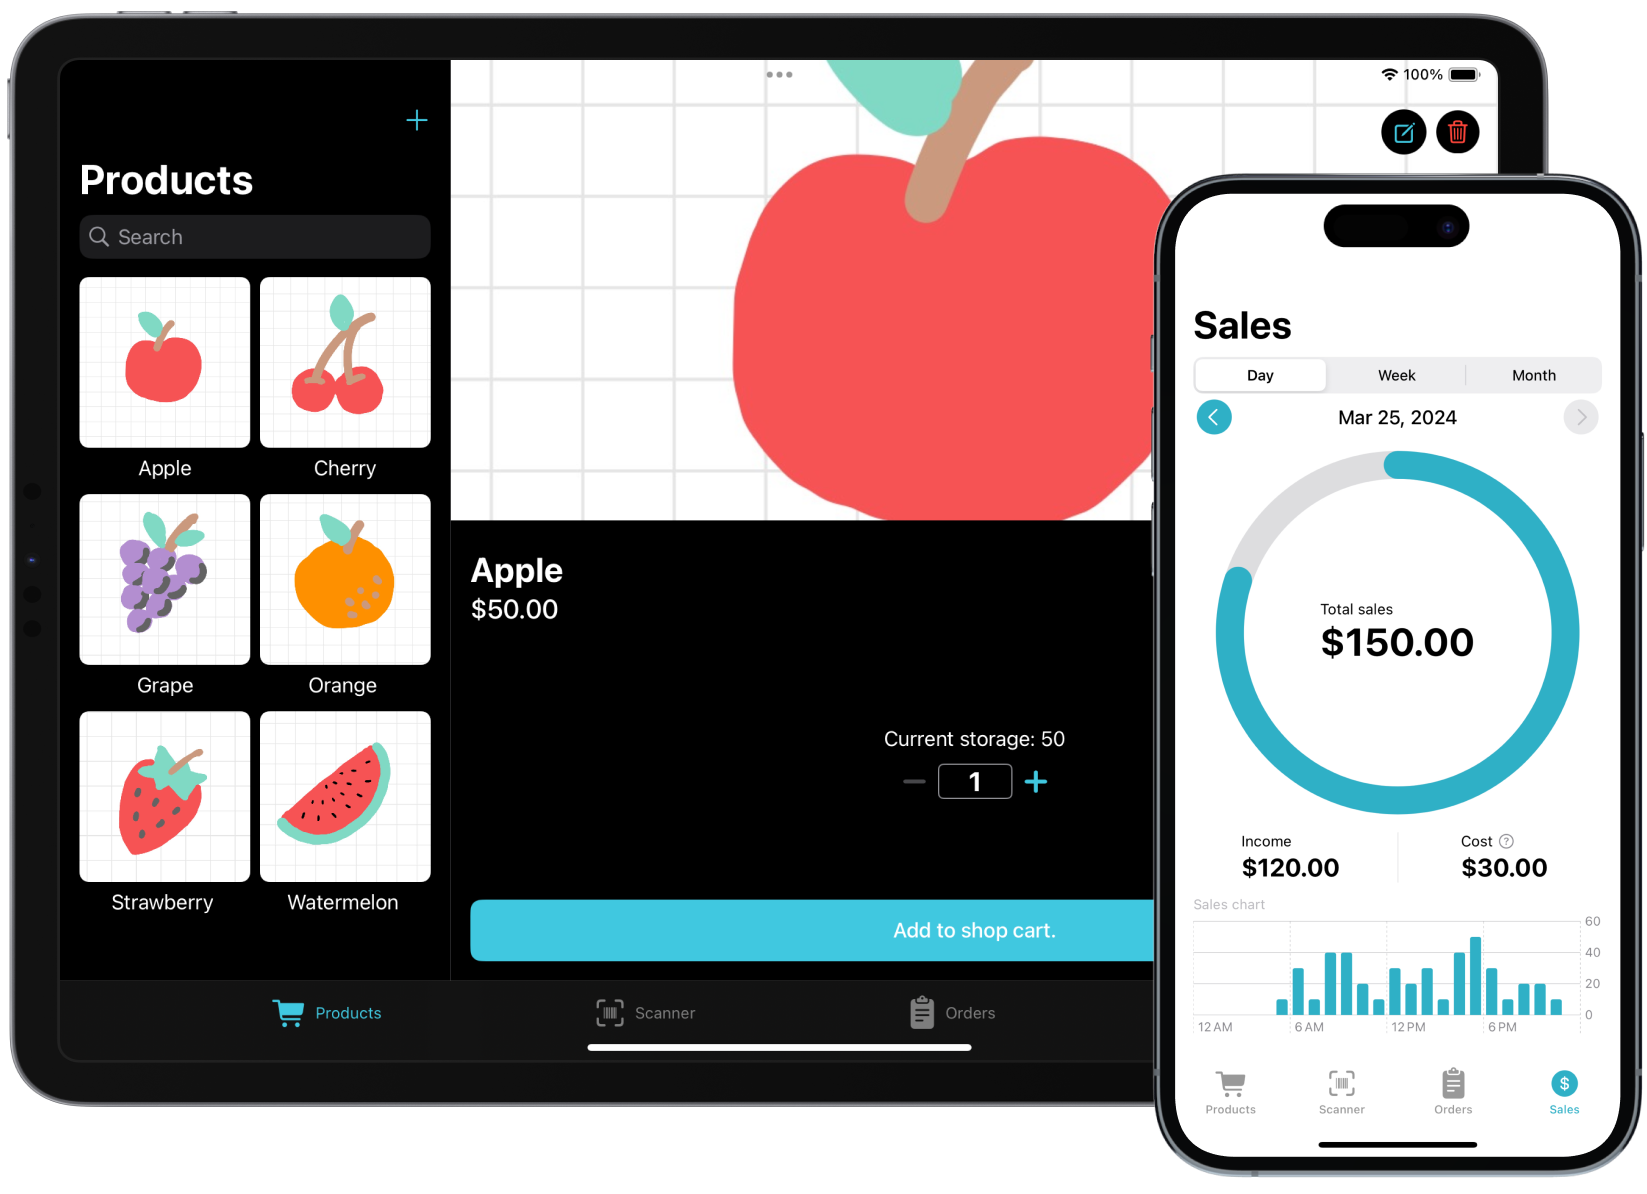 100%
Products
Search
Apple
Cherry
Grape
Orange
Strawberry
Watermelon
Apple
$50.00
Current storage: 50
1
Add to shop cart.
Products
Scanner
Orders
Sales
Day
Week
Month
Mar 25, 2024
Total sales
$150.00
Income
$120.00
Cost ?
$30.00
Sales chart
60
40
20
0
12 AM
6 AM
12 PM
6 PM
Products
Scanner
Orders
$
Sales